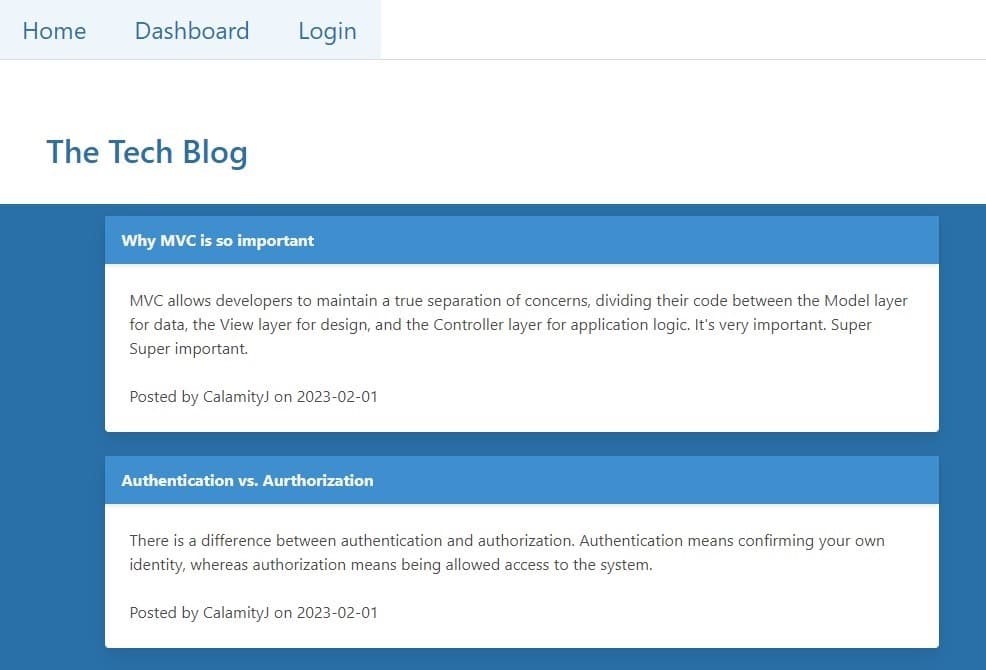 Home Dashboard Login
The Tech Blog
Why MVC is so important
MVC allows developers to maintain a true separation of concerns, dividing their code between the Model layer
for data, the View layer for design, and the Controller layer for application logic. It's very important. Super
Super important.
Posted by CalamityJ on 2023-02-01
Authentication vs. Aurthorization
There is a difference between authentication and authorization. Authentication means confirming your own
identity, whereas authorization means being allowed access to the system.
Posted by CalamityJ on 2023-02-01